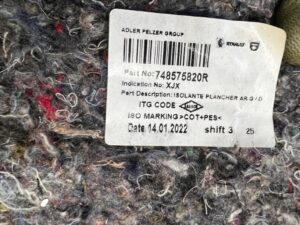 ADLER PELZER GROUP
RENAULT
Part No: 748575820R
Indication No: XJX
Part Description: ISOLANTE PLANCHER AR G / D
ITG CODE
ISO MARKING >COT+PES<
Date 14.01.2022 shift 3 25